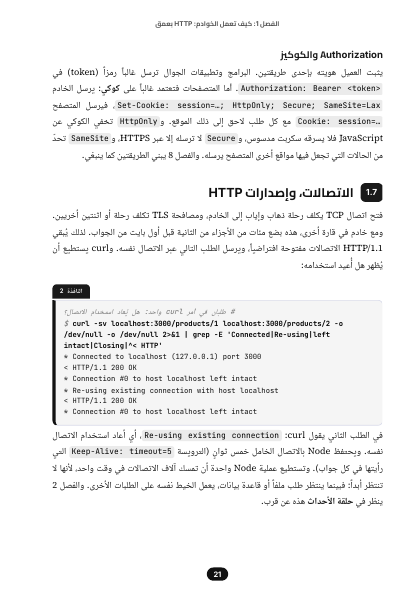 الفصل 1: كيف تعمل الخوادم: HTTP بعمق
Authorization والكوكيز
يثبت العميل هويته بإحدى طريقتين. البرامج وتطبيقات الجوال ترسل غالباً رمزاً (token) في
Authorization: Bearer <token> . أما المتصفحات فتعتمد غالباً على كوكي: يرسل الخادم
Set-Cookie: session=…; HttpOnly; Secure; SameSite=Lax ، فيرسل المتصفح
Cookie: session=… مع كل طلب لاحق إلى ذلك الموقع. و HttpOnly تخفي الكوكي عن
JavaScript فلا يسرقه سكربت مدسوس، و Secure لا ترسله إلا عبر HTTPS، و SameSite تحدّ
من الحالات التي تجعل فيها مواقع أخرى المتصفح يرسله. والفصل 8 يبني الطريقتين كما ينبغي.
1.7 الاتصالات، وإصدارات HTTP
فتح اتصال TCP يكلف رحلة ذهاب وإياب إلى الخادم، ومصافحة TLS تكلف رحلة أو اثنتين أخريين.
ومع خادم في قارة أخرى، هذه بضع مئات من الأجزاء من الثانية قبل أول بايت من الجواب. لذلك يُبقي
HTTP/1.1 الاتصالات مفتوحة افتراضياً، ويرسل الطلب التالي عبر الاتصال نفسه. وcurl يستطيع أن
يُظهر هل أُعيد استخدامه:
النافذة 2
# طلبان في أمر curl واحد: هل يُعاد استخدام الاتصال؟
$ curl -sv localhost:3000/products/1 localhost:3000/products/2 -o
/dev/null -o /dev/null 2>&1 | grep -E 'Connected|Re-using|left
intact|Closing|^< HTTP'
* Connected to localhost (127.0.0.1) port 3000
< HTTP/1.1 200 OK
* Connection #0 to host localhost left intact
* Re-using existing connection with host localhost
< HTTP/1.1 200 OK
* Connection #0 to host localhost left intact
في الطلب الثاني يقول curl: Re-using existing connection ، أي أعاد استخدام الاتصال
نفسه. ويحتفظ Node بالاتصال الخامل خمس ثوانٍ (الترويسة Keep-Alive: timeout=5 التي
رأيتها في كل جواب). وتستطيع عملية Node واحدة أن تمسك آلاف الاتصالات في وقت واحد، لأنها لا
تنتظر أبداً: فبينما ينتظر طلب ملفاً أو قاعدة بيانات، يعمل الخيط نفسه على الطلبات الأخرى. والفصل 2
ينظر في حلقة الأحداث هذه عن قرب.
21